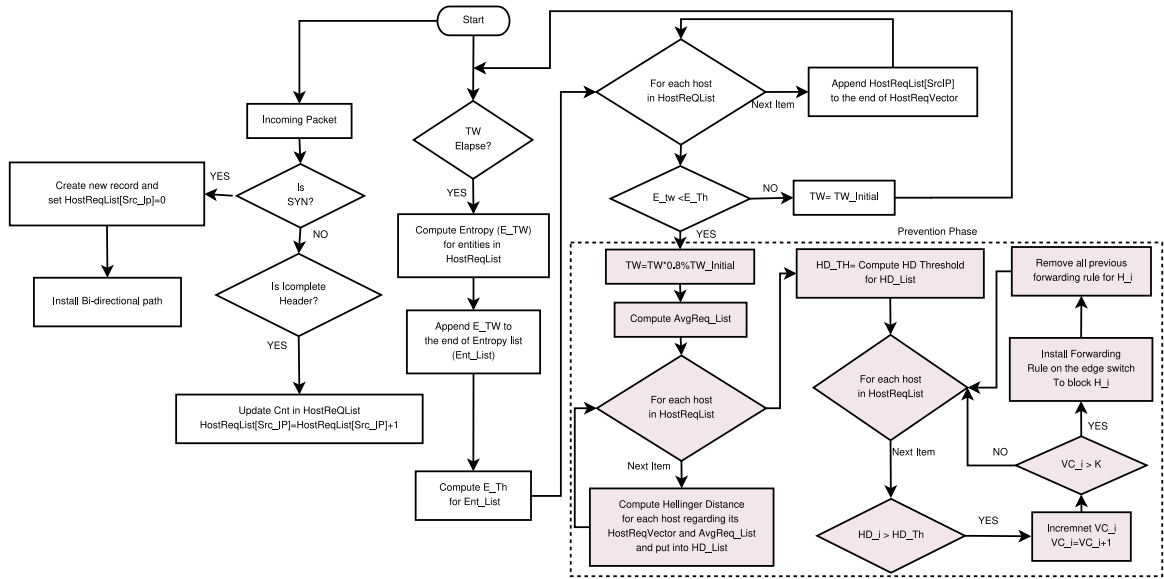 Start
Incoming Packet
Is
SYN?
YES
Create new record and
set HostReqList[Src_Ip]=0
Install Bi-directional path
NO
Is Icomplete
Header?
YES
Update Cnt in HostReQList
HostReqList[Src_IP]=HostReqList[Src_IP]+1
TW
Elapse?
YES
Compute Entropy (E_TW)
for entities in
HostReqList
Append E_TW to
the end of Entropy list
(Ent_List)
Compute E_Th
for Ent_List
For each host
in HostReQList
Next Item
Append HostReqList[SrcIP]
to the end of HostReqVector
E_tw <E_Th
NO
TW= TW_Initial
YES
Prevention Phase
TW=TW*0.8%TW_Initial
Compute AvgReq_List
For each host
in HostReqList
Next Item
Compute Hellinger Distance
for each host regarding its
HostReqVector and AvgReq_List
and put into HD_List
HD_TH= Compute HD Threshold
for HD_List
For each host
in HostReqList
Next Item
HD_i > HD_Th
YES
Incremnet VC_i
VC_i=VC_i+1
VC_i > K
NO
YES
Install Forwarding
Rule on the edge switch
To block H_i
Remove all previous
forwarding rule for H_i